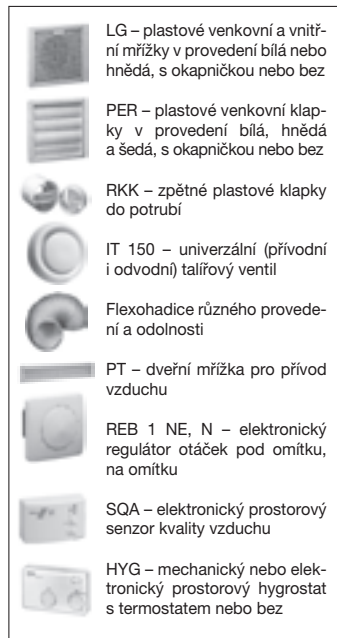 LG – plastové venkovní a vnitř-
ní mřížky v provedení bílá nebo
hnědá, s okapničkou nebo bez
PER – plastové venkovní klap-
ky v provedení bílá, hnědá
a šedá, s okapničkou nebo bez
RKK – zpětné plastové klapky
do potrubí
IT 150 – univerzální (přívodní
i odvodní) talířový ventil
Flexohadice různého provede-
ní a odolnosti
PT – dveřní mřížka pro přívod
vzduchu
REB 1 NE, N – elektronický
regulátor otáček pod omítku,
na omítku
SQA – elektronický prostorový
senzor kvality vzduchu
HYG – mechanický nebo elek-
tronický prostorový hygrostat
s termostatem nebo bez